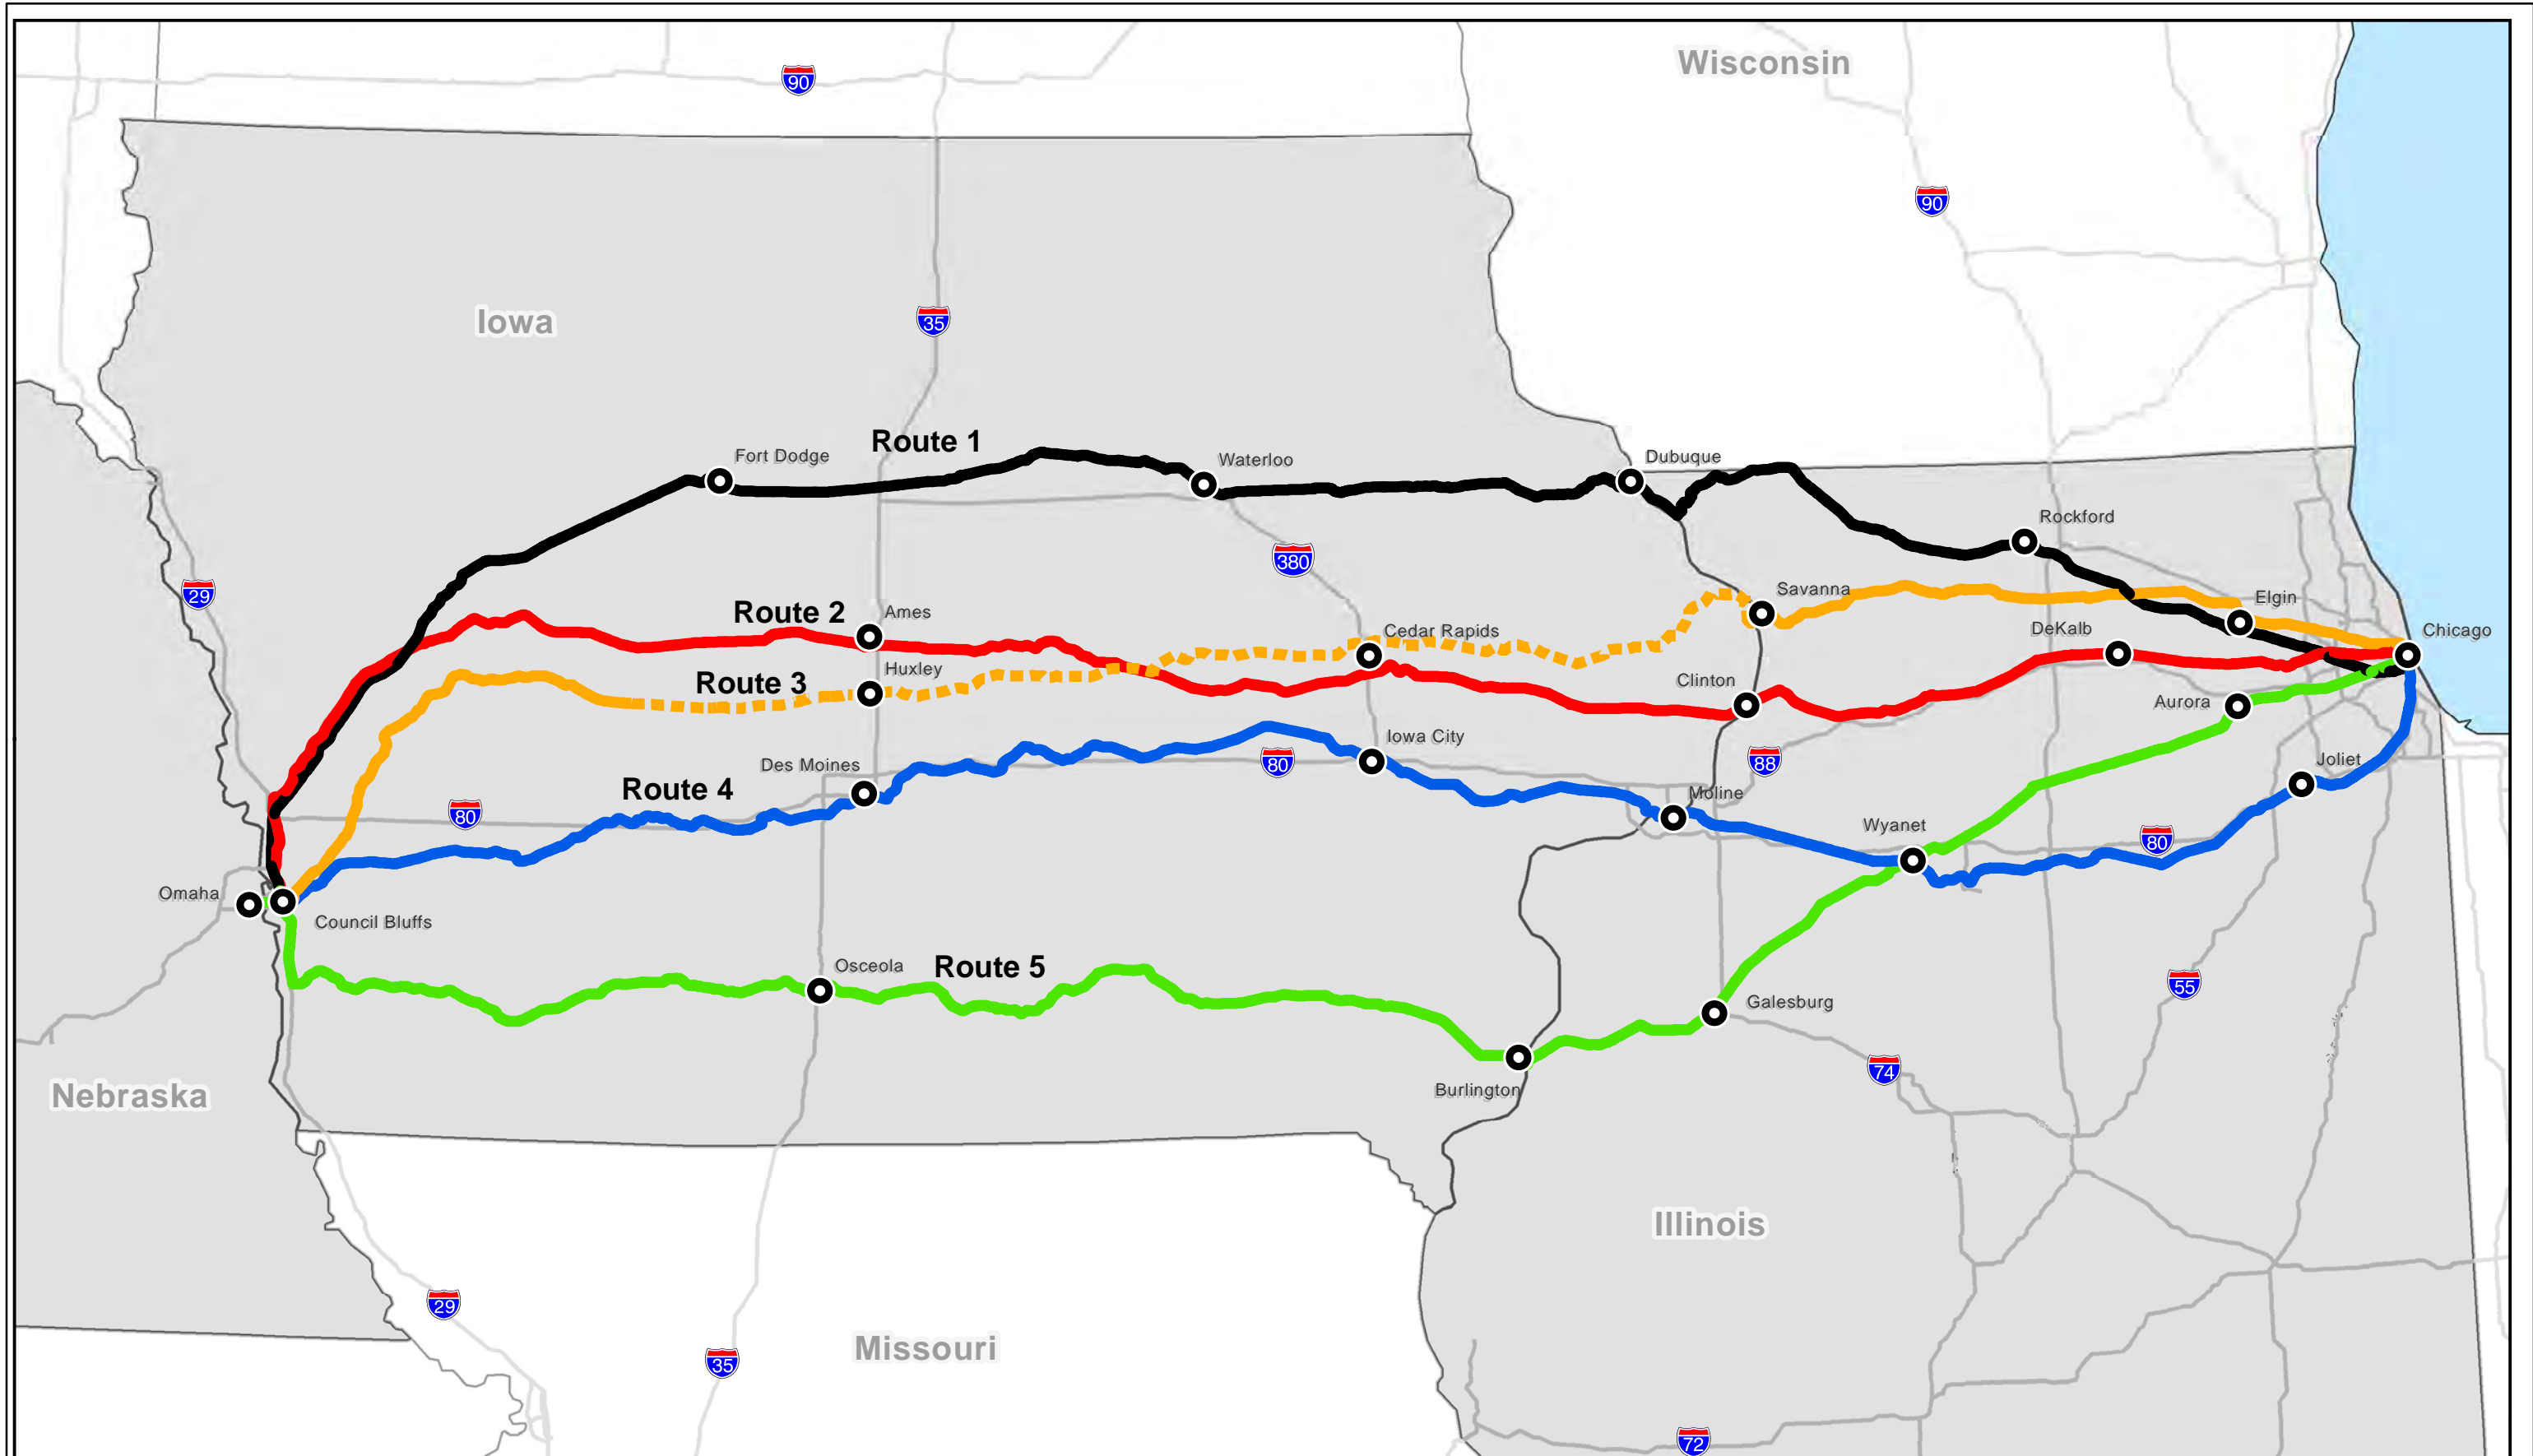 Wisconsin
90
90
Iowa
35
Route 1
Fort Dodge
Waterloo
Dubuque
Rockford
380
29
Savanna
Elgin
Route 2
Ames
Cedar Rapids
DeKalb
Chicago
Huxley
Route 3
Clinton
Aurora
Iowa City
Des Moines
80
88
Joliet
Route 4
Moline
80
Wyanet
80
Omaha
Council Bluffs
Osceola
Route 5
Galesburg
55
Burlington
74
Nebraska
Illinois
29
Missouri
35
72